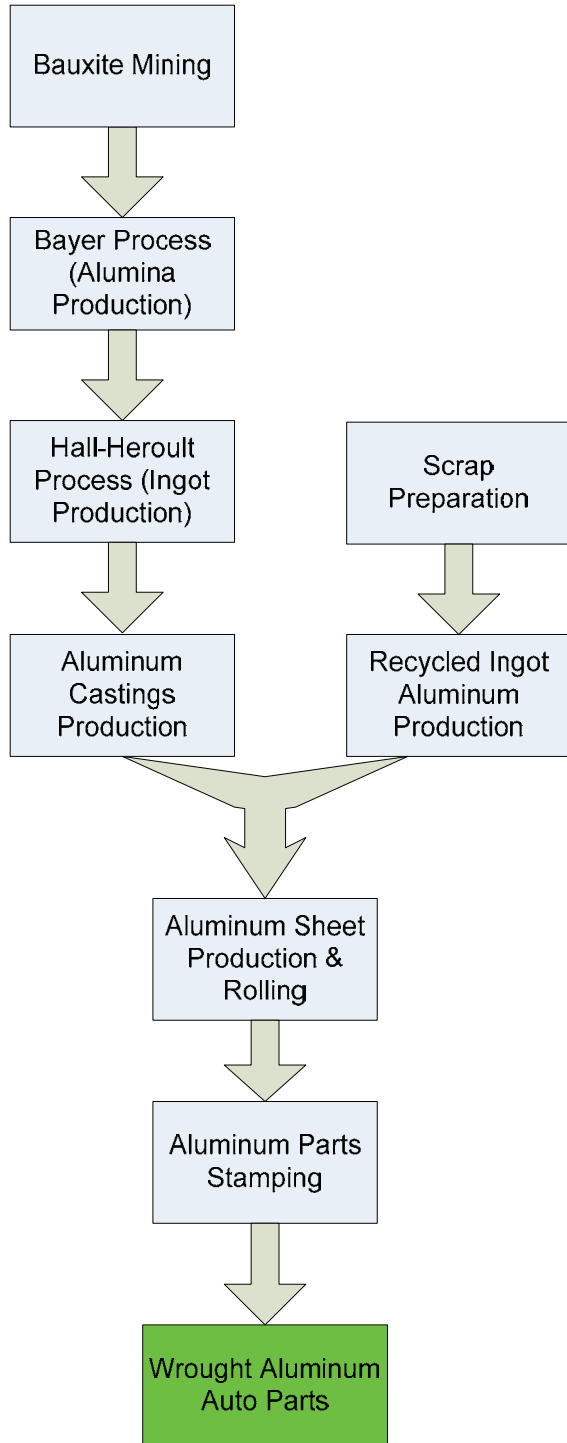 Bauxite Mining
Bayer Process
(Alumina
Production)
Hall-Heroult
Process (Ingot
Production)
Scrap
Preparation
Aluminum
Castings
Production
Recycled Ingot
Aluminum
Production
Aluminum Sheet
Production &
Rolling
Aluminum Parts
Stamping
Wrought Aluminum
Auto Parts